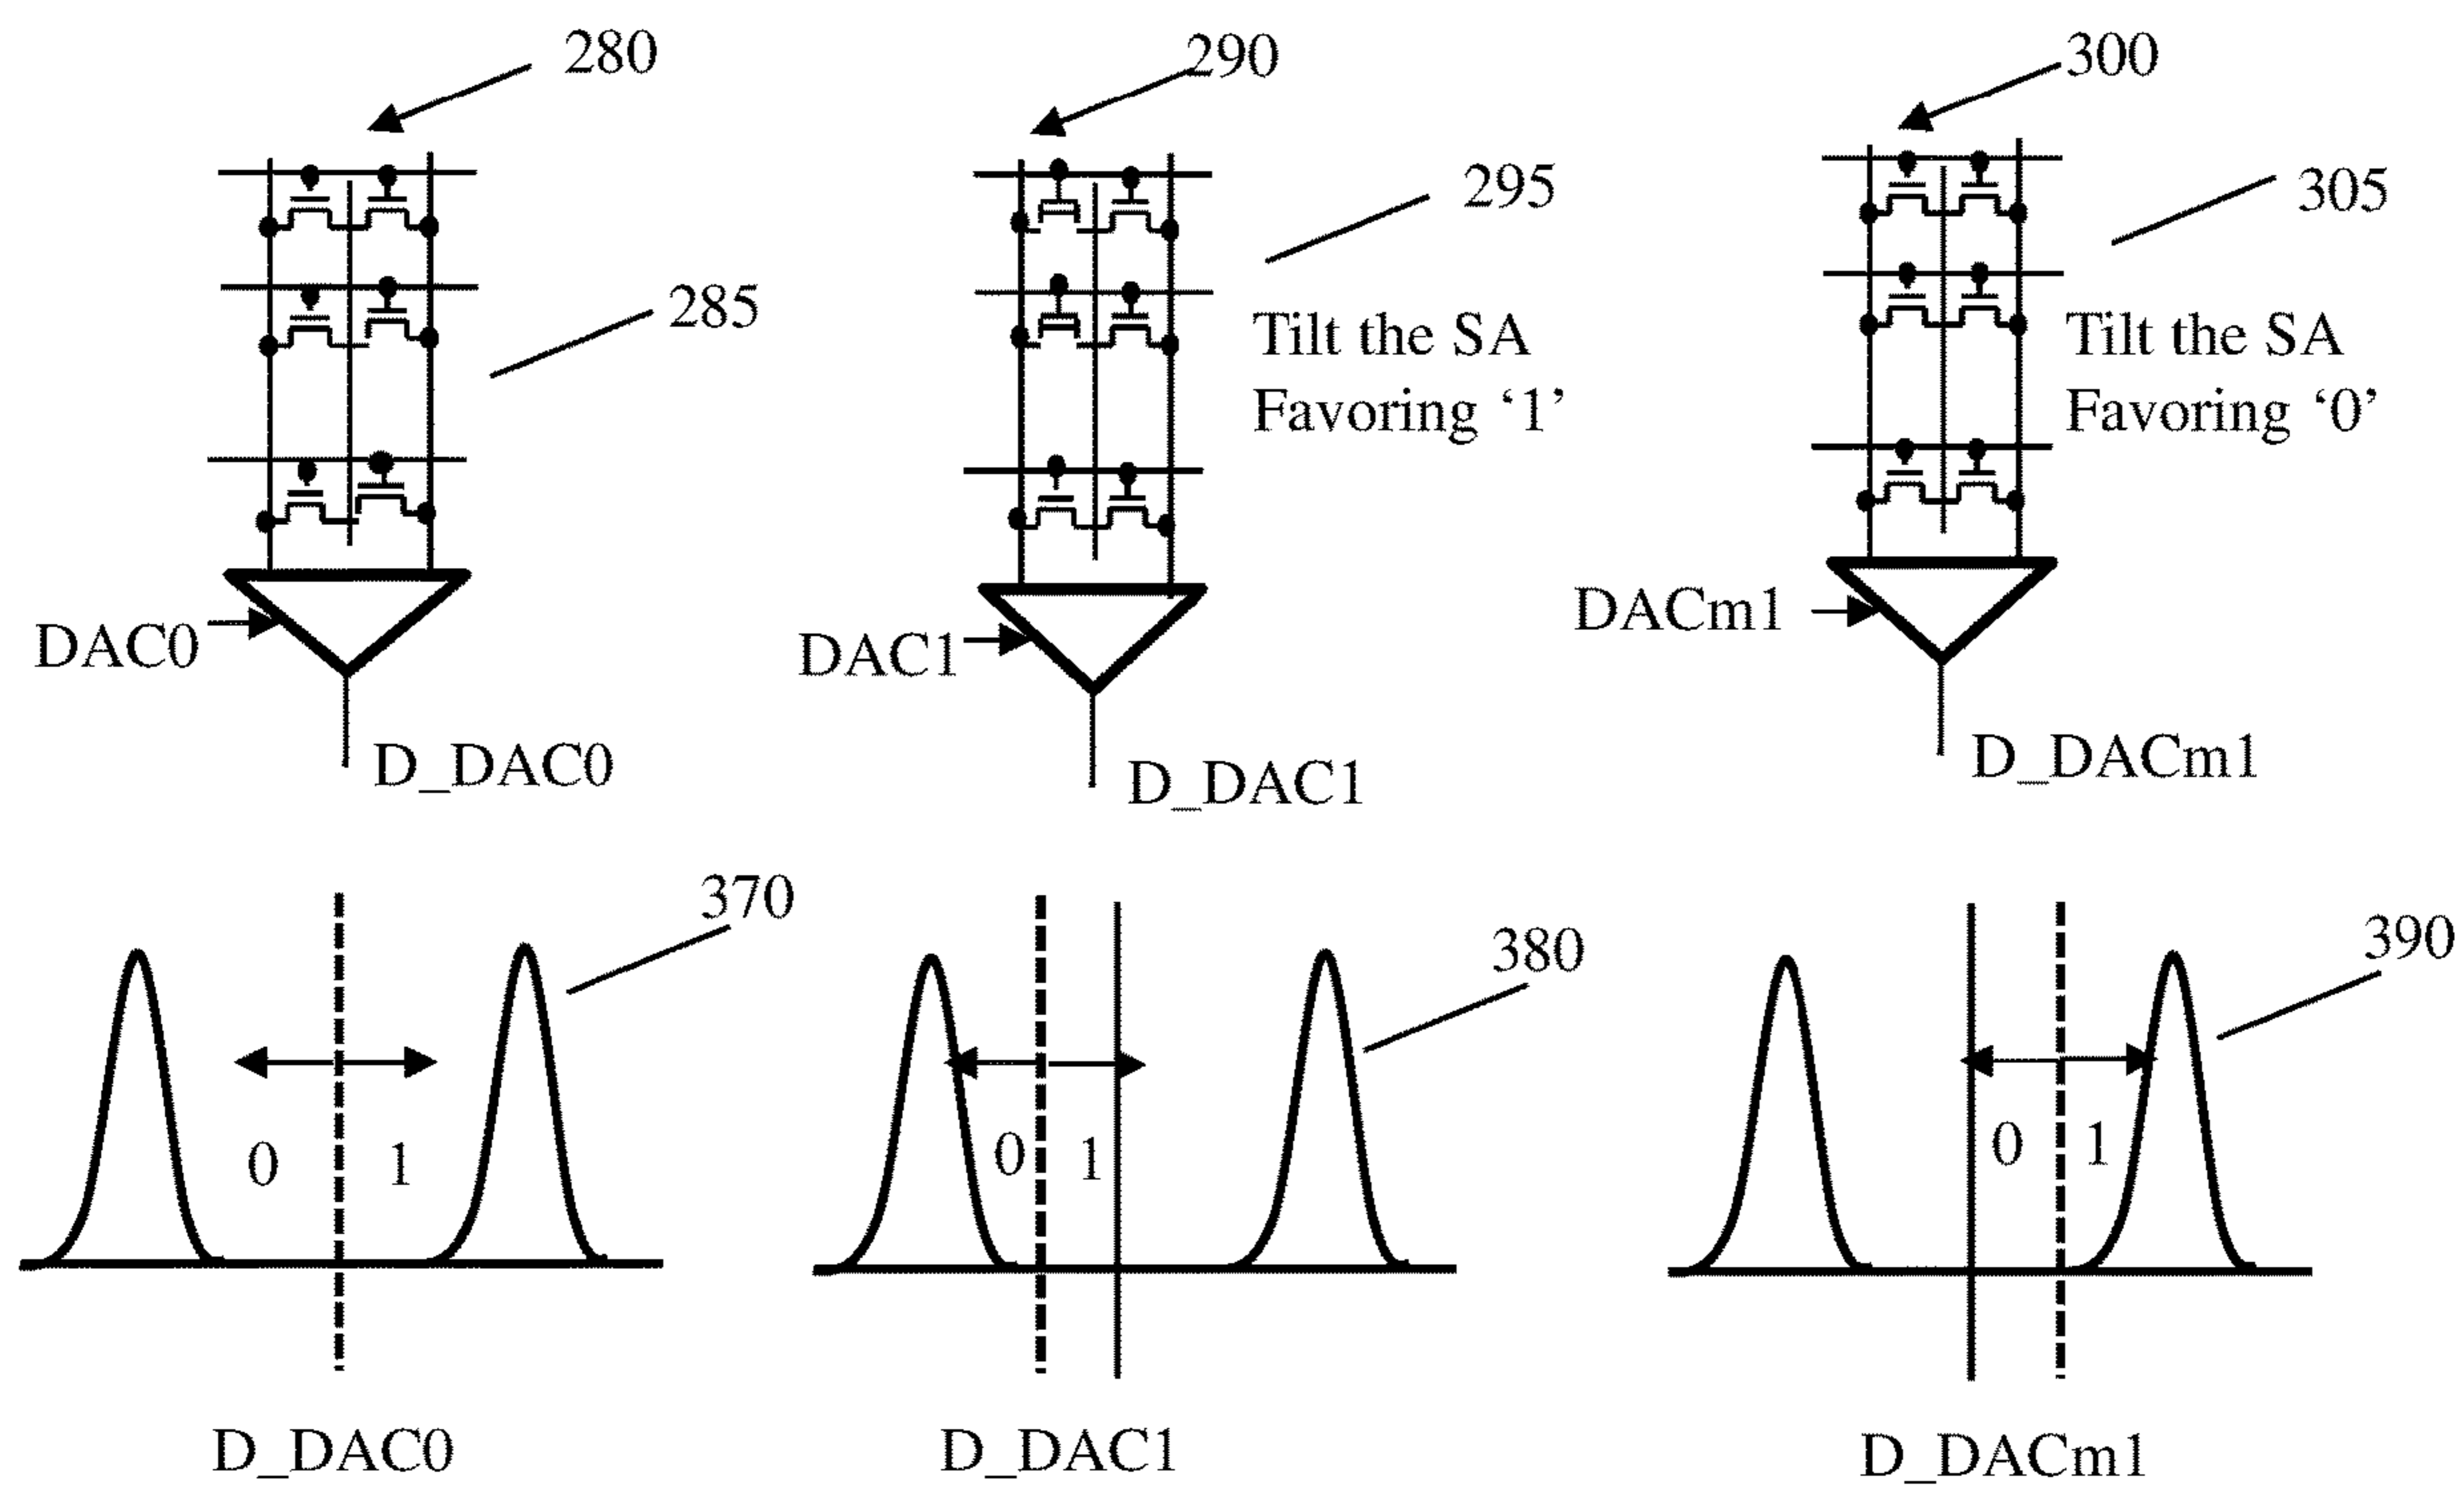 280
290
300
295
305
285
Tilt the SA
Favoring ‘1’
Tilt the SA
Favoring ‘0’
DAC0
DAC1
DACm1
D_DAC0
D_DAC1
D_DACm1
370
380
390
0 1
0 1
0 1
D_DAC0
D_DAC1
D_DACm1